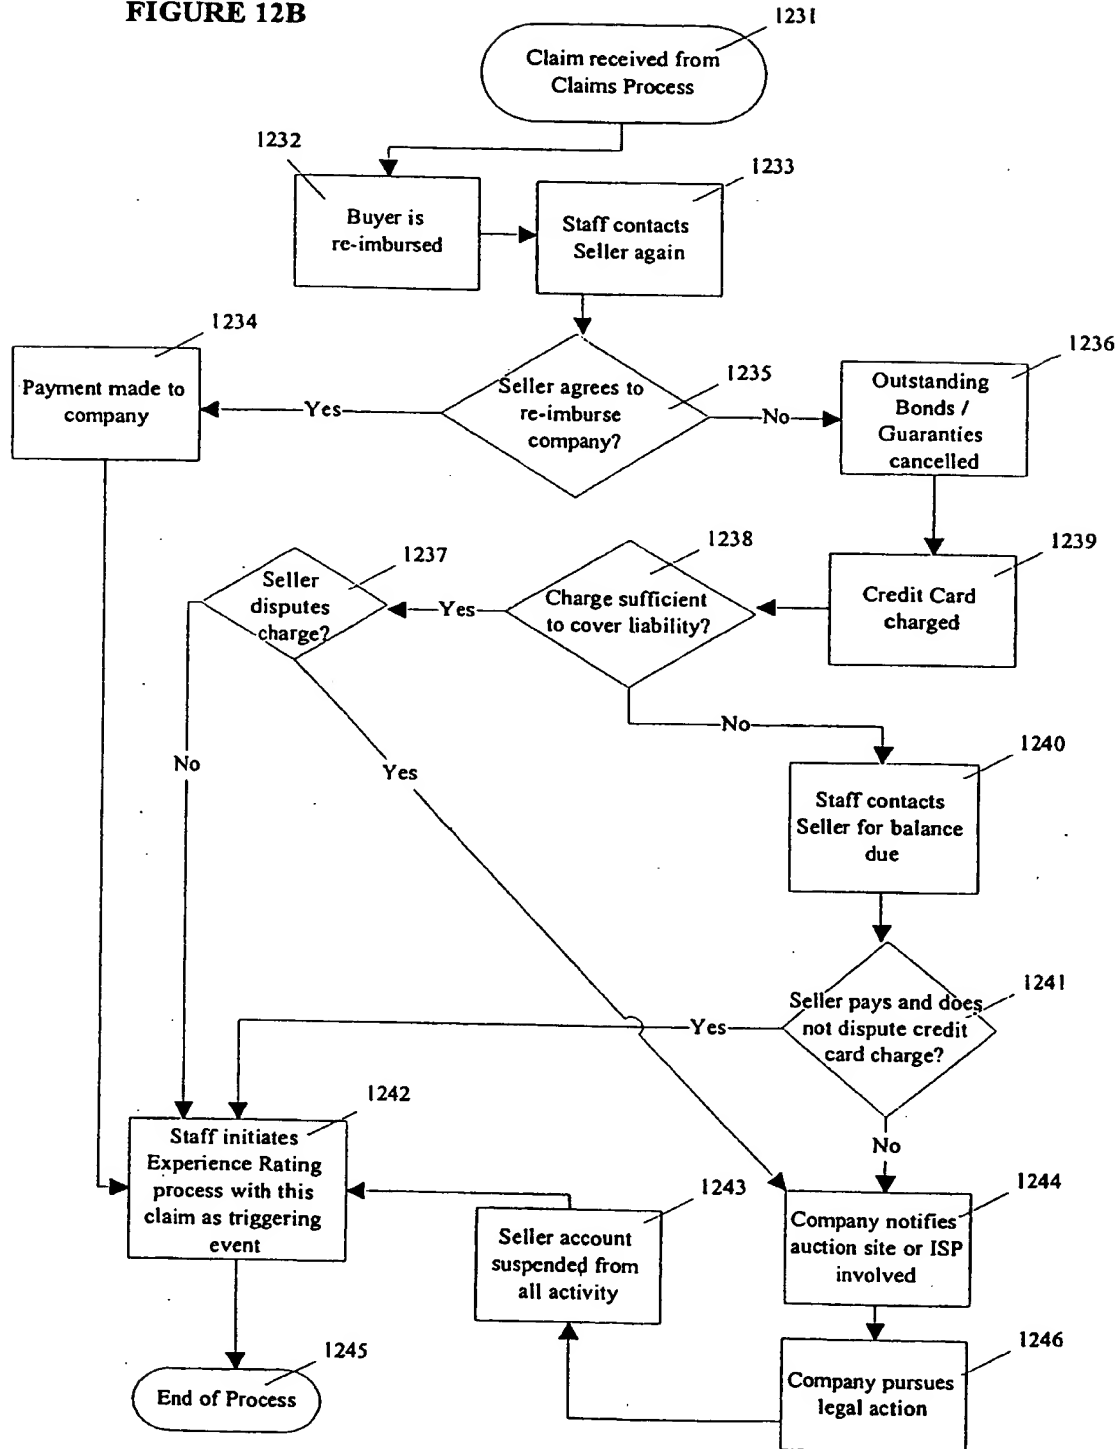 FIGURE 12B
1231
Claim received from
Claims Process
1232
Buyer is
re-imbursed
1233
Staff contacts
Seller again
1234
Payment made to
company
Yes
1235
Seller agrees to
re-imburse
company?
No
1236
Outstanding
Bonds /
Guaranties
cancelled
1237
Seller
disputes
charge?
Yes
1238
Charge sufficient
to cover liability?
1239
Credit Card
charged
No
No
Yes
1240
Staff contacts
Seller for balance
due
1241
Seller pays and does
not dispute credit
card charge?
Yes
No
1242
Staff initiates
Experience Rating
process with this
claim as triggering
event
1243
Seller account
suspended from
all activity
1244
Company notifies
auction site or ISP
involved
1245
End of Process
1246
Company pursues
legal action